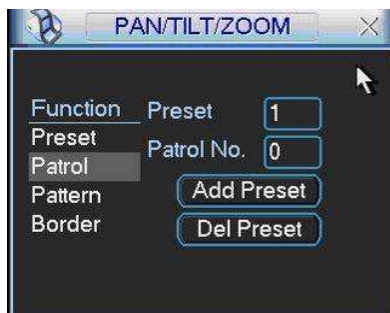 PAN/TILT/ZOOM
Function
Preset
Patrol
Pattern
Border
Preset 1
Patrol No. 0
Add Preset
Del Preset